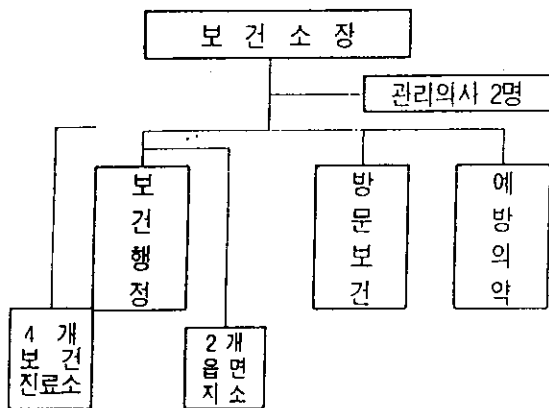 보 건 소 장
관리의사 2명
보건행정
방문보건
예방의약
4 개
보 건
진료소
2 개
읍 면
지 소